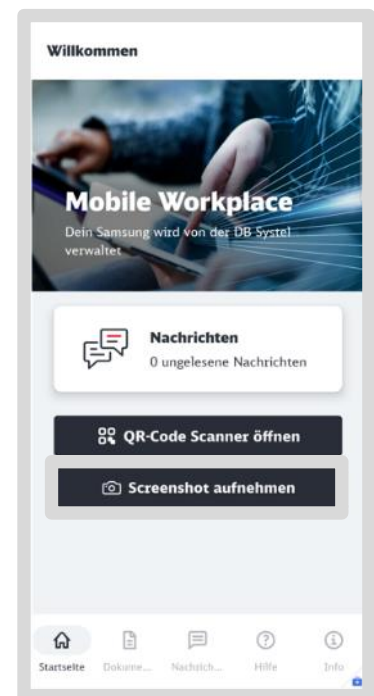 Willkommen
Mobile Workplace
Dein Samsung wird von der DB Systel
verwaltet
Nachrichten
0 ungelesene Nachrichten
QR-Code Scanner öffnen
Screenshot aufnehmen
Startseite Dokume... Nachrich... Hilfe Info